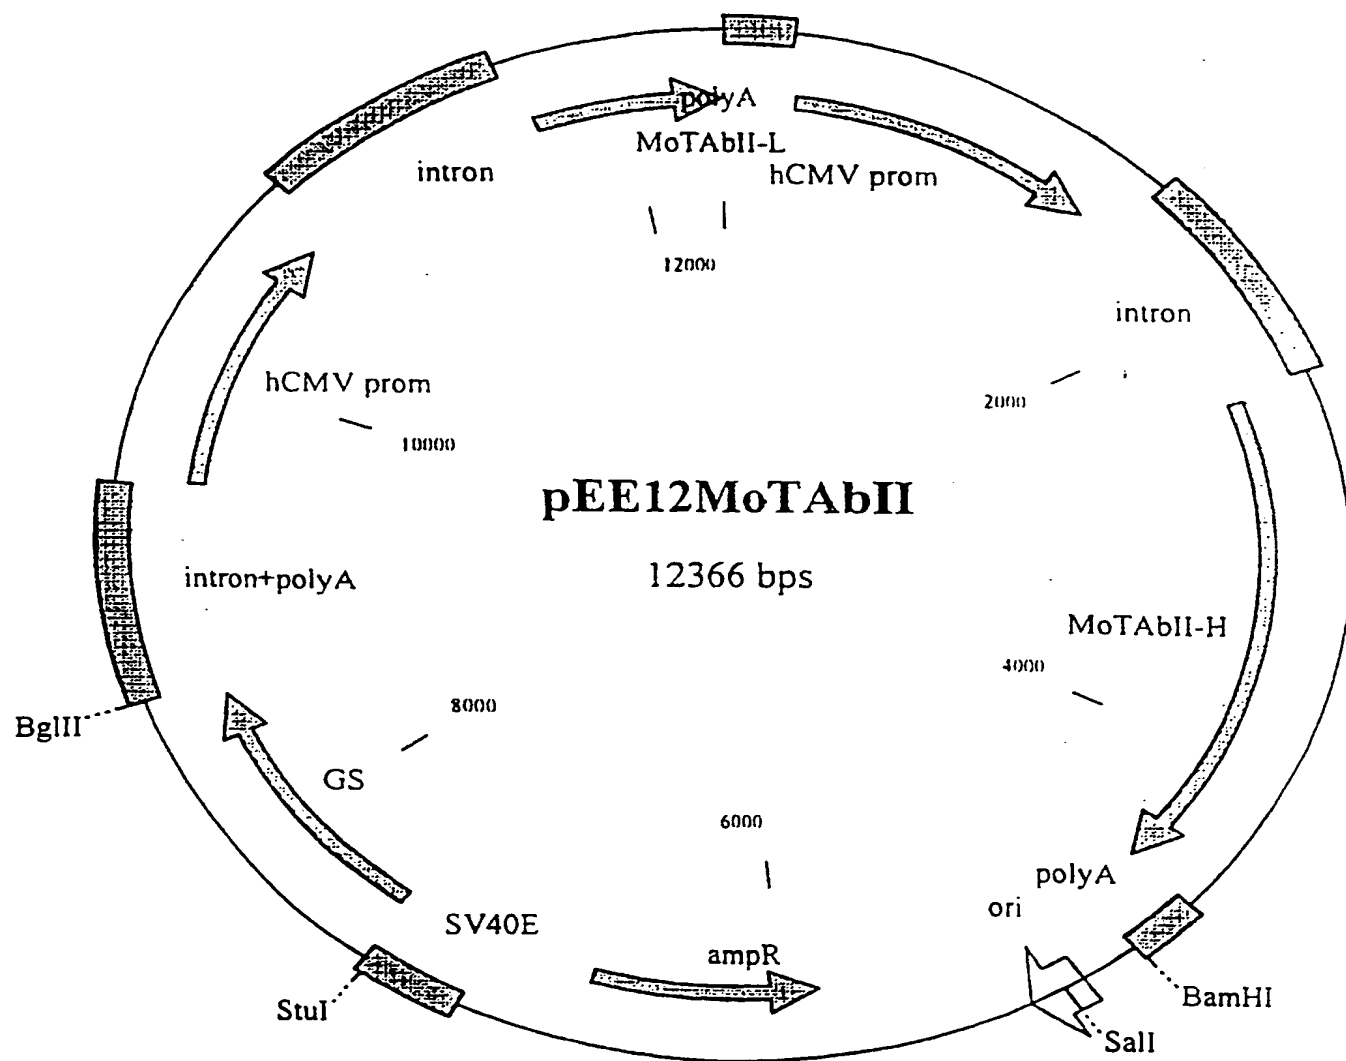 polyA
MoTAbII-L
intron
hCMV prom
12000
intron
hCMV prom
2000
10000
pEE12MoTAbII
12366 bps
intron+polyA
MoTAbII-H
4000
BglII
8000
GS
6000
polyA
ori
SV40E
ampR
StuI
BamHI
SalI